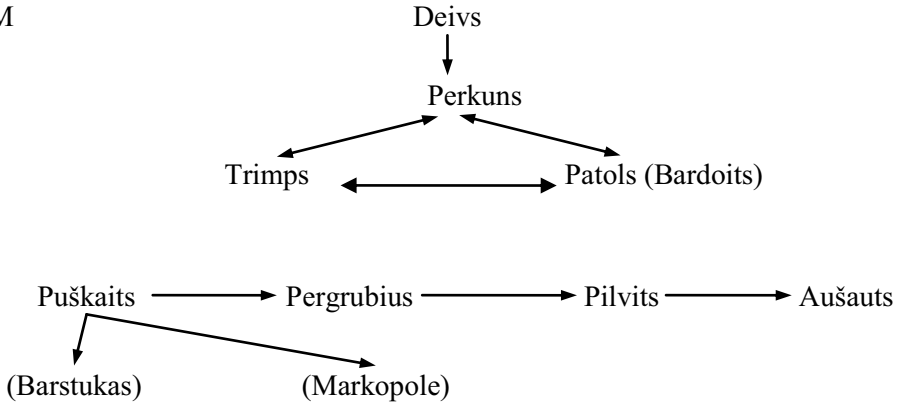 M
Deivs
Perkuns
Trimps Patols (Bardoits)
Puškaits Pergrubius Pilvits Aušauts
(Barstukas) (Markopole)